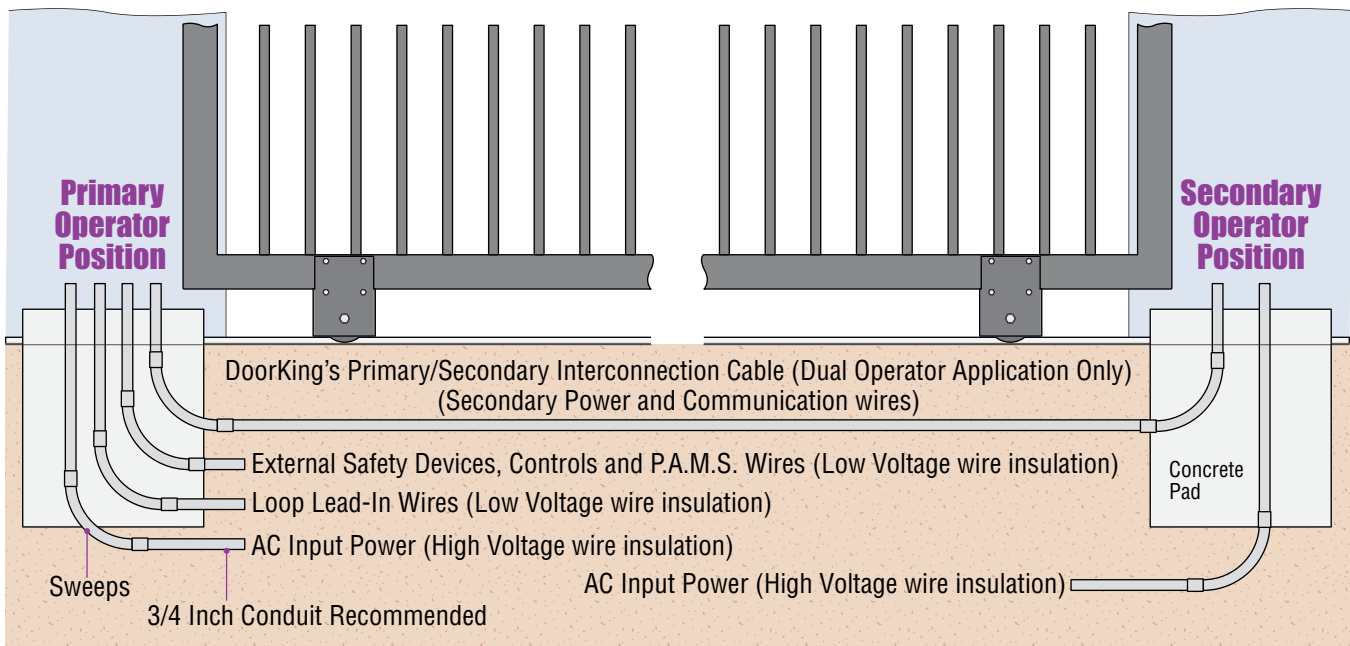 Primary
Operator
Position
Secondary
Operator
Position
DoorKing's Primary/Secondary Interconnection Cable (Dual Operator Application Only)
(Secondary Power and Communication wires)
External Safety Devices, Controls and P.A.M.S. Wires (Low Voltage wire insulation)
Concrete
Pad
Loop Lead-In Wires (Low Voltage wire insulation)
AC Input Power (High Voltage wire insulation)
Sweeps
AC Input Power (High Voltage wire insulation)
3/4 Inch Conduit Recommended